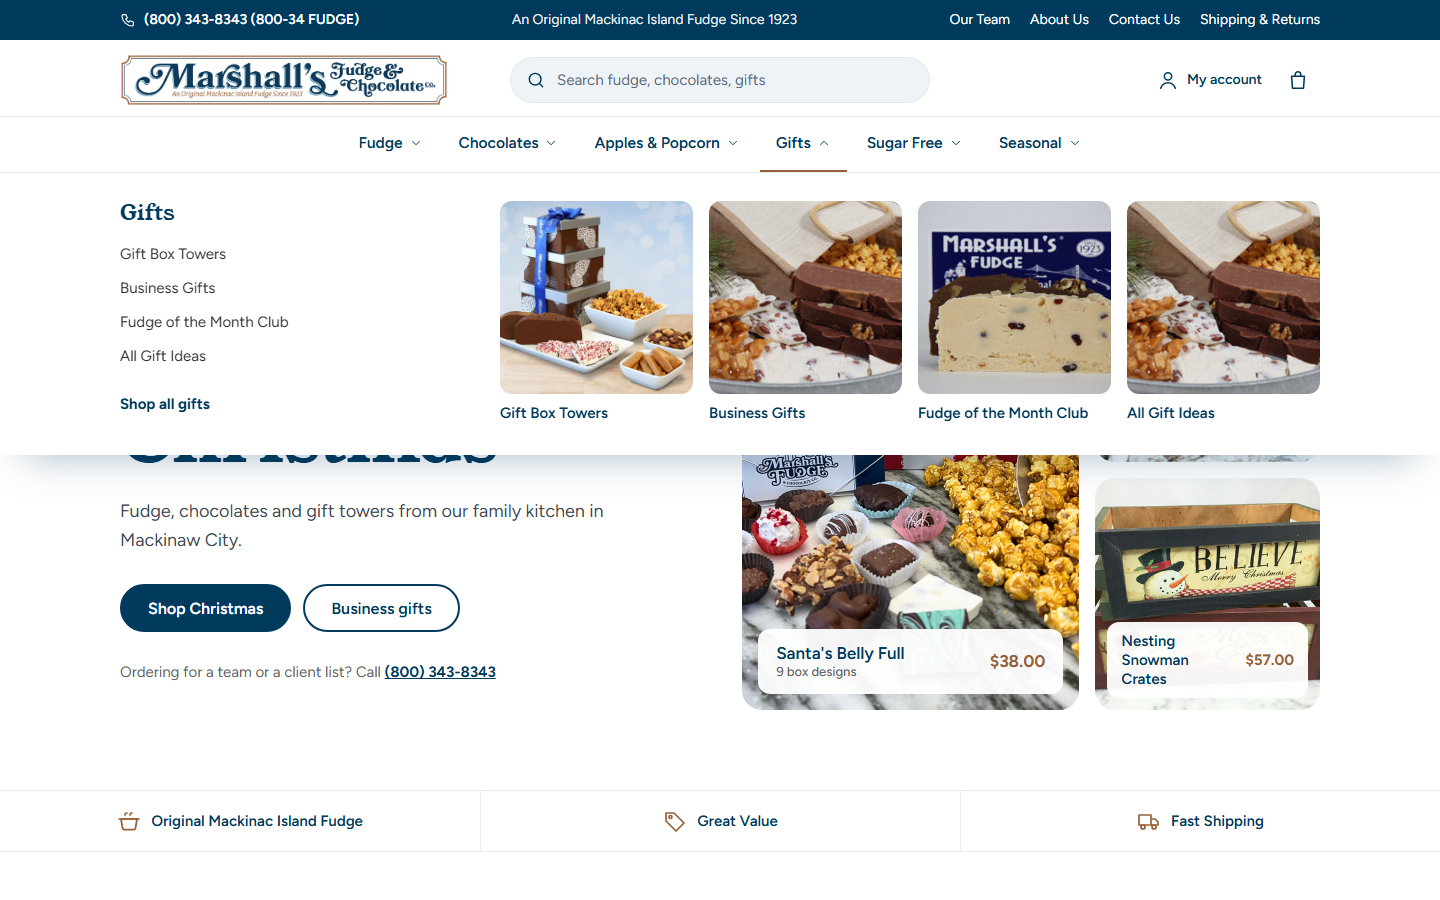 (800) 343-8343 (800-34 FUDGE)
An Original Mackinac Island Fudge Since 1923
Our Team
About Us
Contact Us
Shipping & Returns
Marshall's Fudge & Chocolate co.
An Original Mackinac Island Fudge Since 1923
Search fudge, chocolates, gifts
My account
Fudge
Chocolates
Apples & Popcorn
Gifts
Sugar Free
Seasonal
Gifts
Gift Box Towers
Business Gifts
Fudge of the Month Club
All Gift Ideas
Shop all gifts
MARSHALL'S
FUDGE
SINCE
1923
Gift Box Towers
Business Gifts
Fudge of the Month Club
All Gift Ideas
Christmas
Fudge, chocolates and gift towers from our family kitchen in
Mackinaw City.
Shop Christmas
Business gifts
Ordering for a team or a client list? Call (800) 343-8343
Marshall's
FUDGE
& CHOCOLATE CO.
Santa's Belly Full
9 box designs
$38.00
BELIEVE
Merry Christmas
Nesting
Snowman
Crates
$57.00
Original Mackinac Island Fudge
Great Value
Fast Shipping